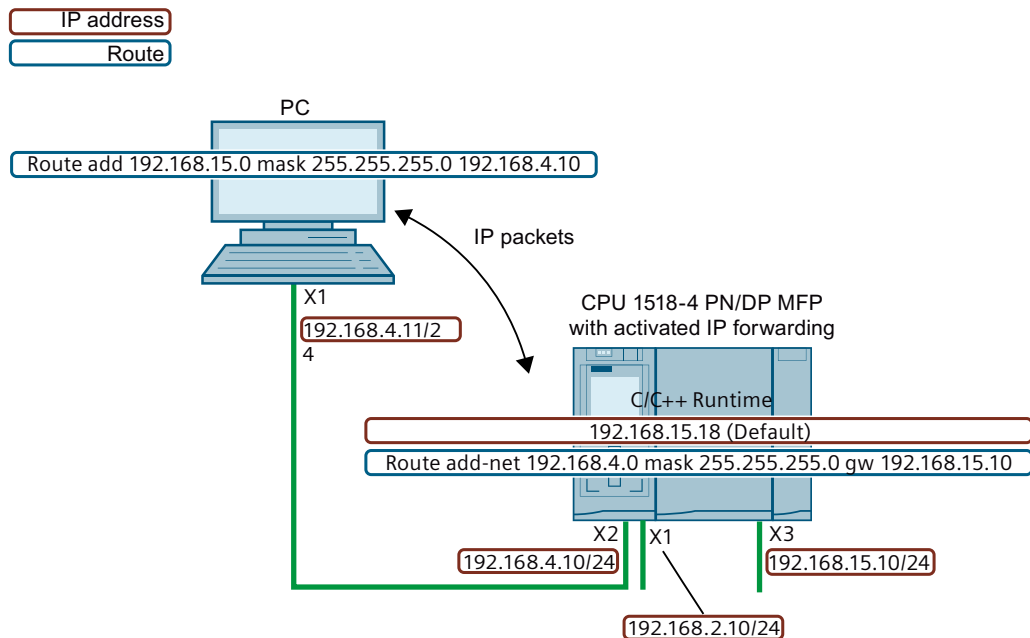 IP address
Route
PC
Route add 192.168.15.0 mask 255.255.255.0 192.168.4.10
IP packets
X1
192.168.4.11/2
4
CPU 1518-4 PN/DP MFP
with activated IP forwarding
C/C++ Runtime
192.168.15.18 (Default)
Route add-net 192.168.4.0 mask 255.255.255.0 gw 192.168.15.10
X2
X1
X3
192.168.4.10/24
192.168.15.10/24
192.168.2.10/24